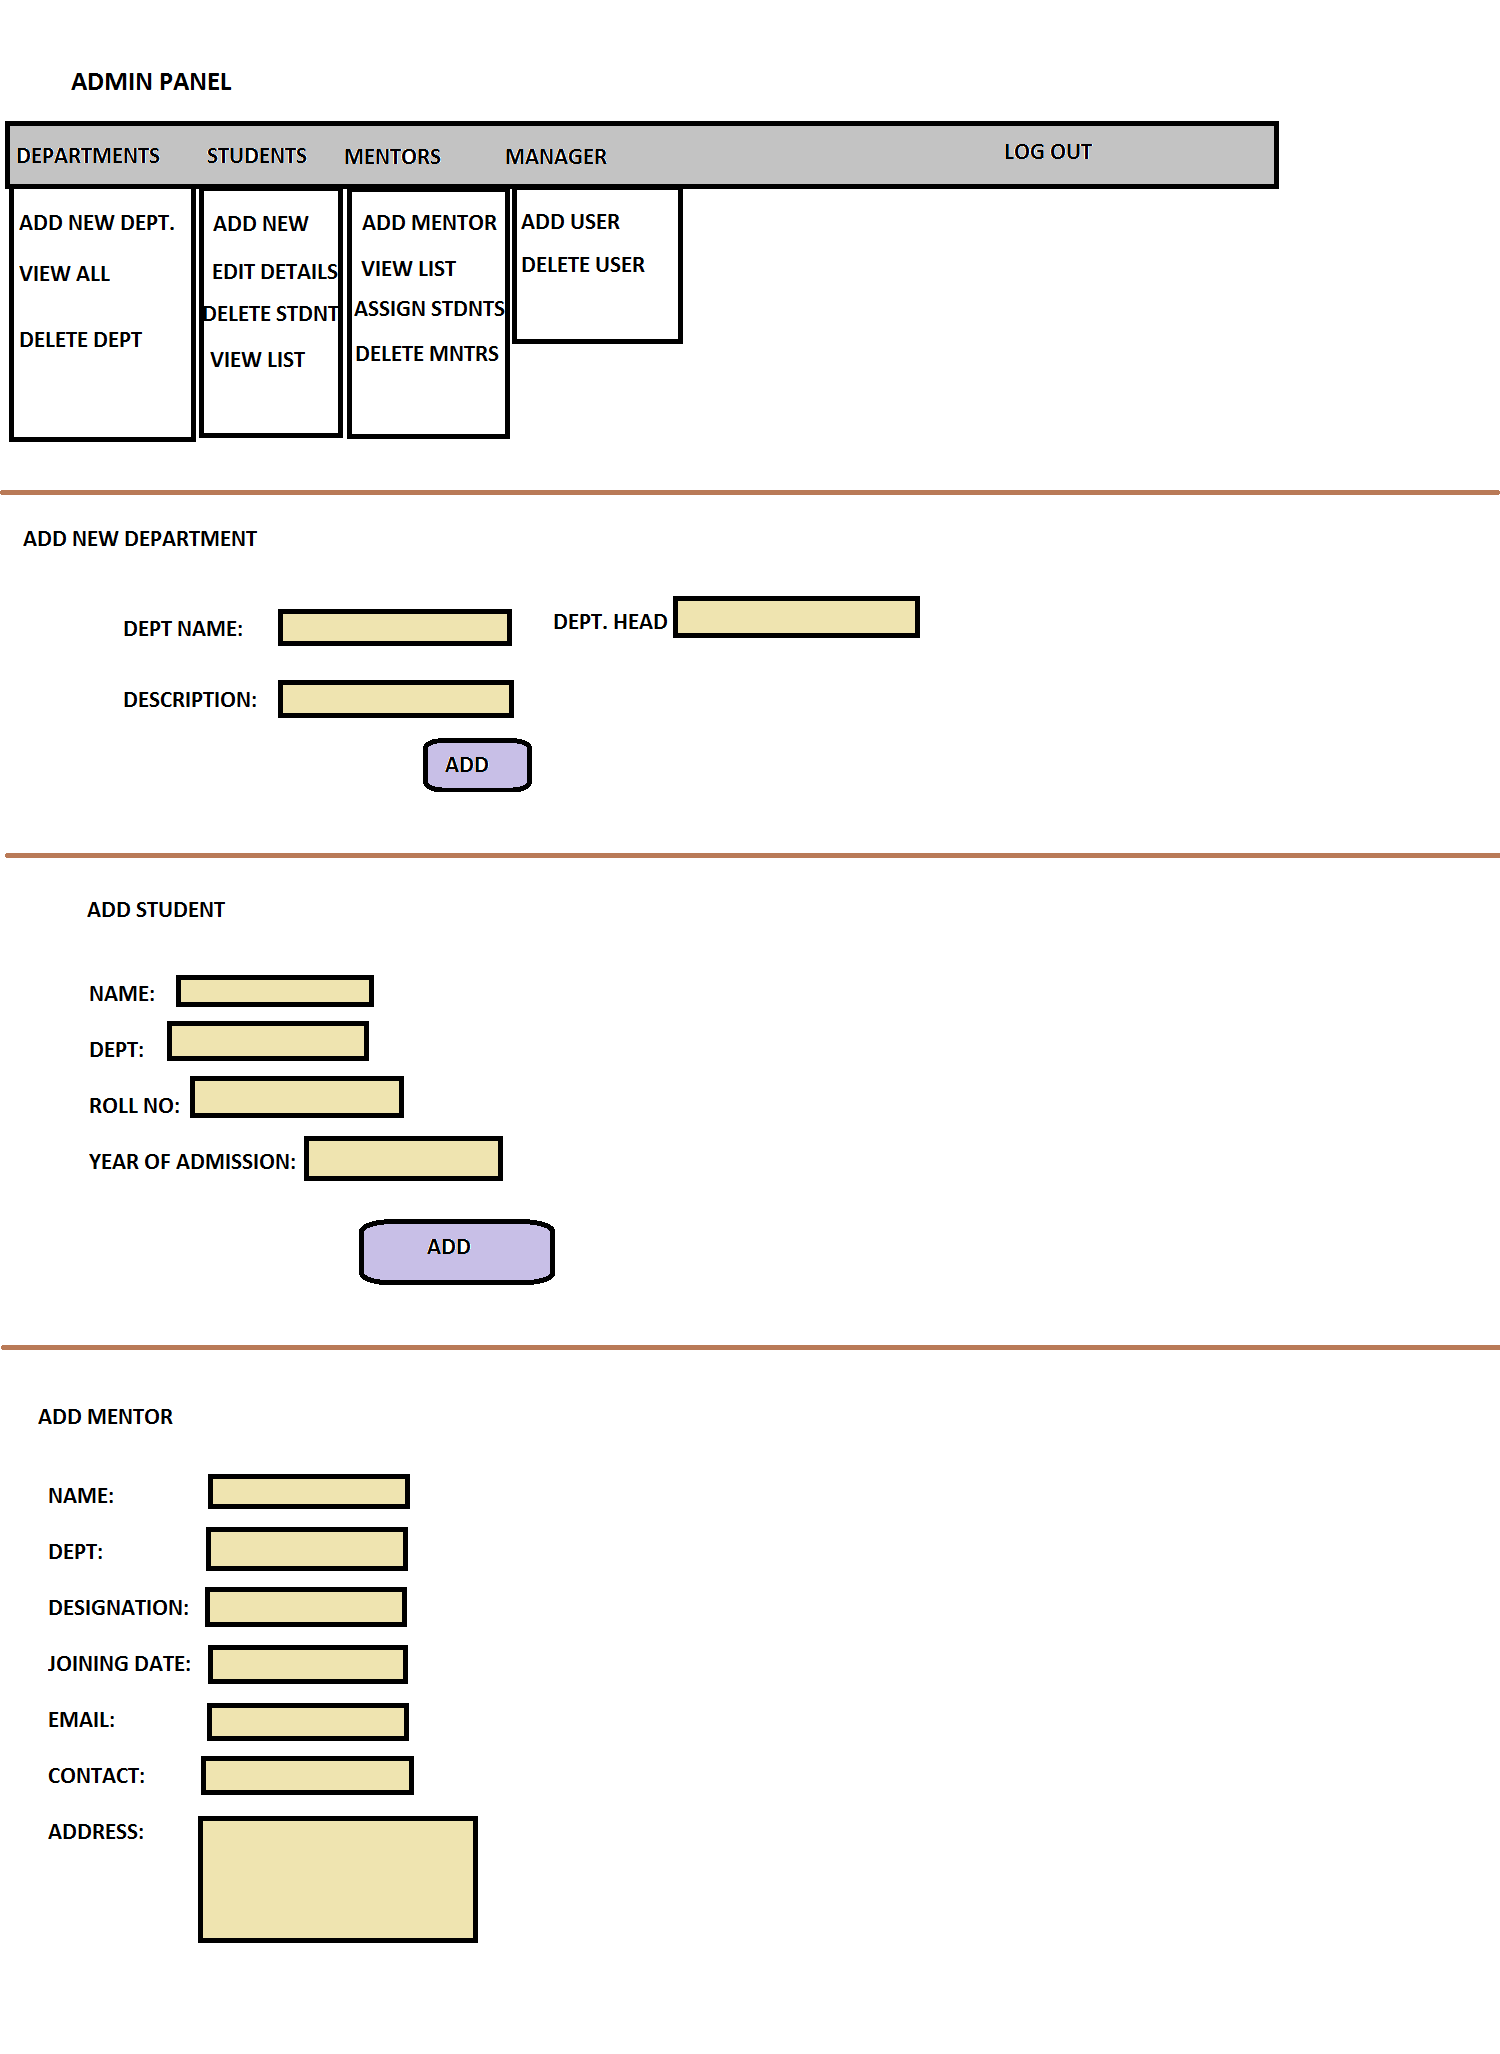 ADMIN PANEL
DEPARTMENTS STUDENTS MENTORS MANAGER LOG OUT
ADD NEW DEPT.
VIEW ALL
DELETE DEPT
ADD NEW
EDIT DETAILS
DELETE STDNT
VIEW LIST
ADD MENTOR
VIEW LIST
ASSIGN STDNTS
DELETE MNTRS
ADD USER
DELETE USER
ADD NEW DEPARTMENT
DEPT NAME: DEPT. HEAD
DESCRIPTION:
ADD
ADD STUDENT
NAME:
DEPT:
ROLL NO:
YEAR OF ADMISSION:
ADD
ADD MENTOR
NAME:
DEPT:
DESIGNATION:
JOINING DATE:
EMAIL:
CONTACT:
ADDRESS: